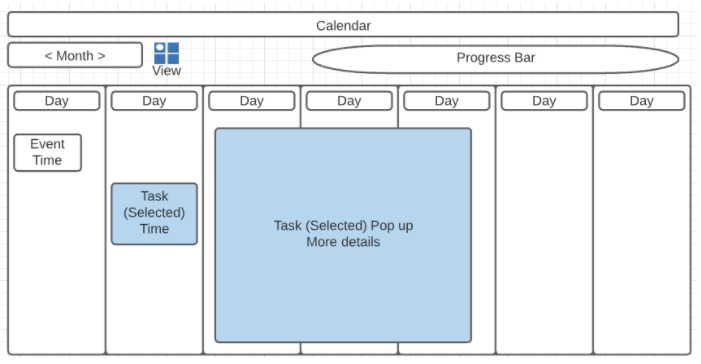 Calendar
< Month >
View
Progress Bar
Day
Day
Day
Day
Day
Day
Day
Event
Time
Task
(Selected)
Time
Task (Selected) Pop up
More details